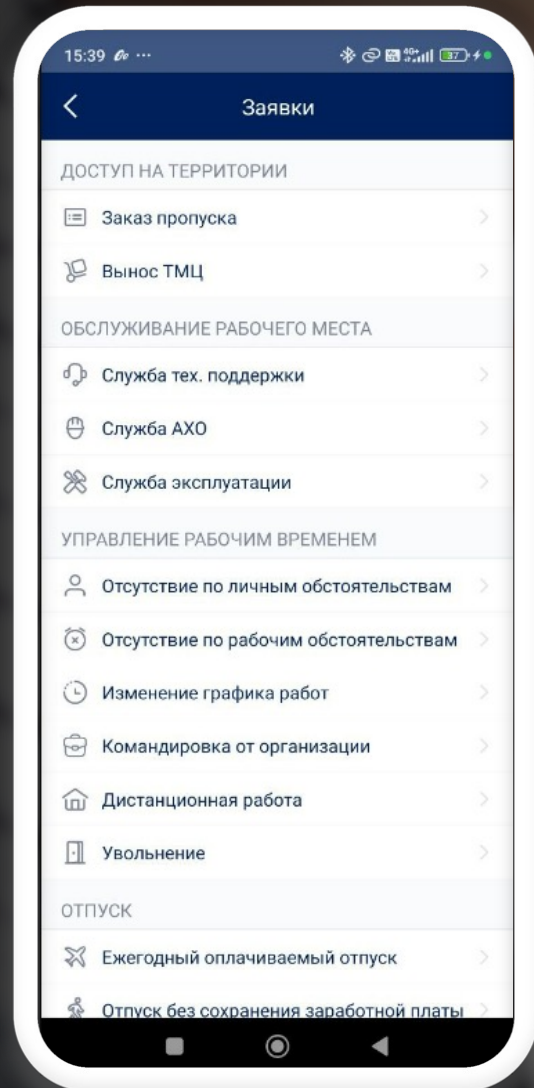 15:39
4G+
37
Заявки
ДОСТУП НА ТЕРРИТОРИИ
Заказ пропуска
Вынос ТМЦ
ОБСЛУЖИВАНИЕ РАБОЧЕГО МЕСТА
Служба тех. поддержки
Служба АХО
Служба эксплуатации
УПРАВЛЕНИЕ РАБОЧИМ ВРЕМЕНЕМ
Отсутствие по личным обстоятельствам
Отсутствие по рабочим обстоятельствам
Изменение графика работ
Командировка от организации
Дистанционная работа
Увольнение
ОТПУСК
Ежегодный оплачиваемый отпуск
Отпуск без сохранения заработной платы